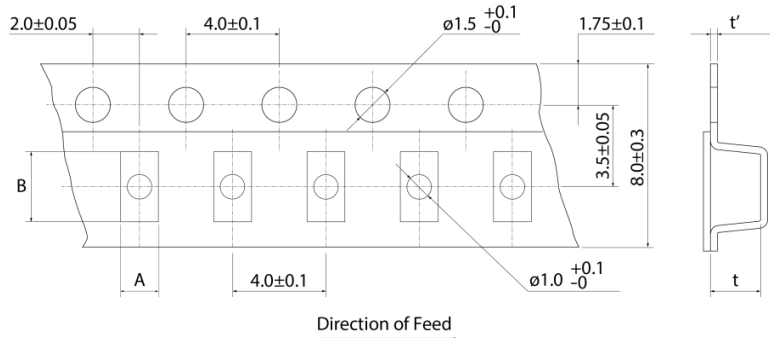 2.0±0.05
4.0±0.1
ø1.5 +0.1 -0
1.75±0.1
t'
B
3.5±0.05
8.0±0.3
A
4.0±0.1
ø1.0 +0.1 -0
t
Direction of Feed